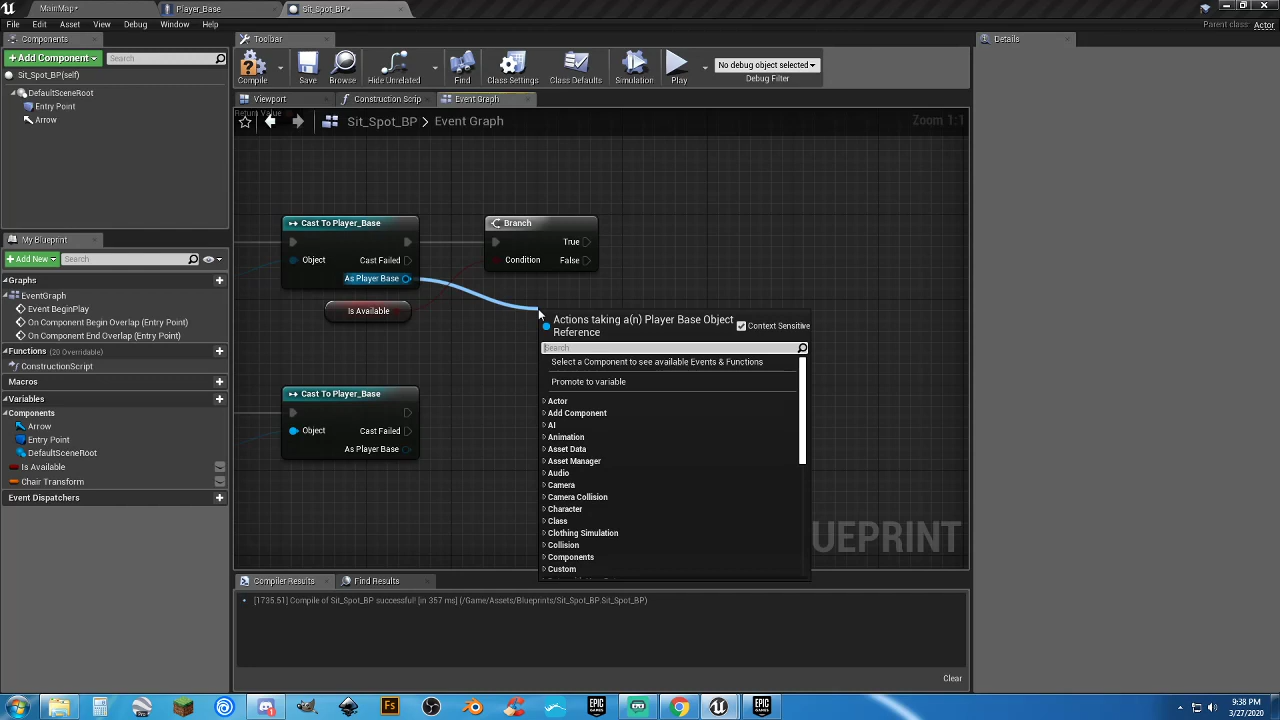 MainMap*
Player_Base
Sit_Spot_BP*
File
Edit
Asset
View
Debug
Window
Help
Parent class: Actor
Components
+Add Component
Search
Sit_Spot_BP(self)
DefaultSceneRoot
Entry Point
Arrow
Toolbar
Compile
Save
Browse
Hide Unrelated
Find
Class Settings
Class Defaults
Simulation
Play
No debug object selected
Debug Filter
Details
Viewport
Construction Scrip
Event Graph
Return Value
Sit_Spot_BP > Event Graph
Zoom 1:1
Cast To Player_Base
Object
Cast Failed
As Player Base
Branch
True
Condition
False
Is Available
Cast To Player_Base
Object
Cast Failed
As Player Base
Actions taking a(n) Player Base Object
Reference
Context Sensitive
Search
Select a Component to see available Events & Functions
Promote to variable
Actor
Add Component
AI
Animation
Asset Data
Asset Manager
Audio
Camera
Camera Collision
Character
Class
Clothing Simulation
Collision
Components
Custom
My Blueprint
+Add New
Search
Graphs
EventGraph
Event BeginPlay
On Component Begin Overlap (Entry Point)
On Component End Overlap (Entry Point)
Functions (20 Overridable)
ConstructionScript
Macros
Variables
Components
Arrow
Entry Point
DefaultSceneRoot
Is Available
Chair Transform
Event Dispatchers
Compiler Results
Find Results
[1735.51] Compile of Sit_Spot_BP successful! [in 357 ms] (/Game/Assets/Blueprints/Sit_Spot_BP.Sit_Spot_BP)
Clear
Pro
Fs
EPIC GAMES
EPIC GAMES
9:38 PM
3/27/2020